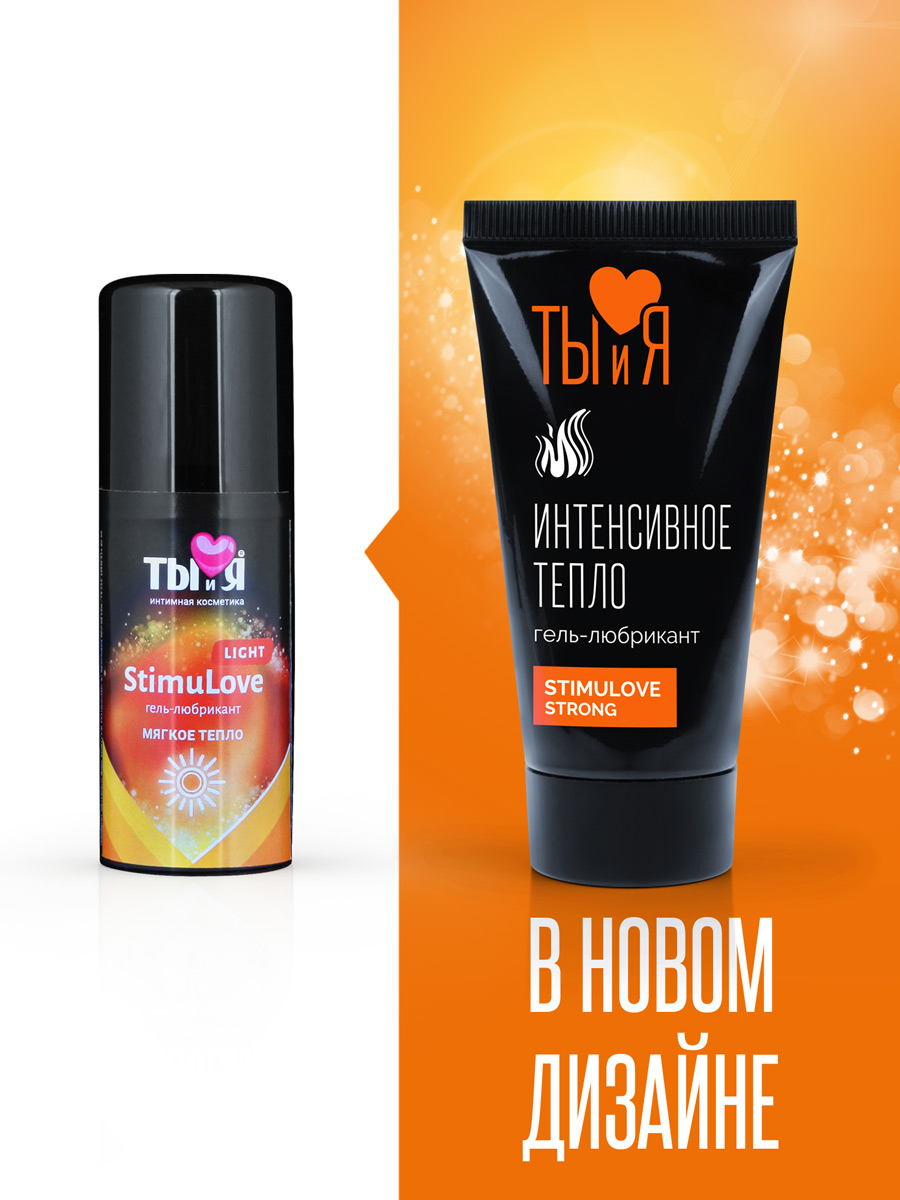 ТЫ и Я®
ИНТИМНАЯ КОСМЕТИКА
LIGHT
StimuLove
гель-любрикант
МЯГКОЕ ТЕПЛО
ТЫ и Я
ИНТЕНСИВНОЕ
ТЕПЛО
гель-любрикант
STIMULOVE
STRONG
В НОВОМ
ДИЗАЙНЕ